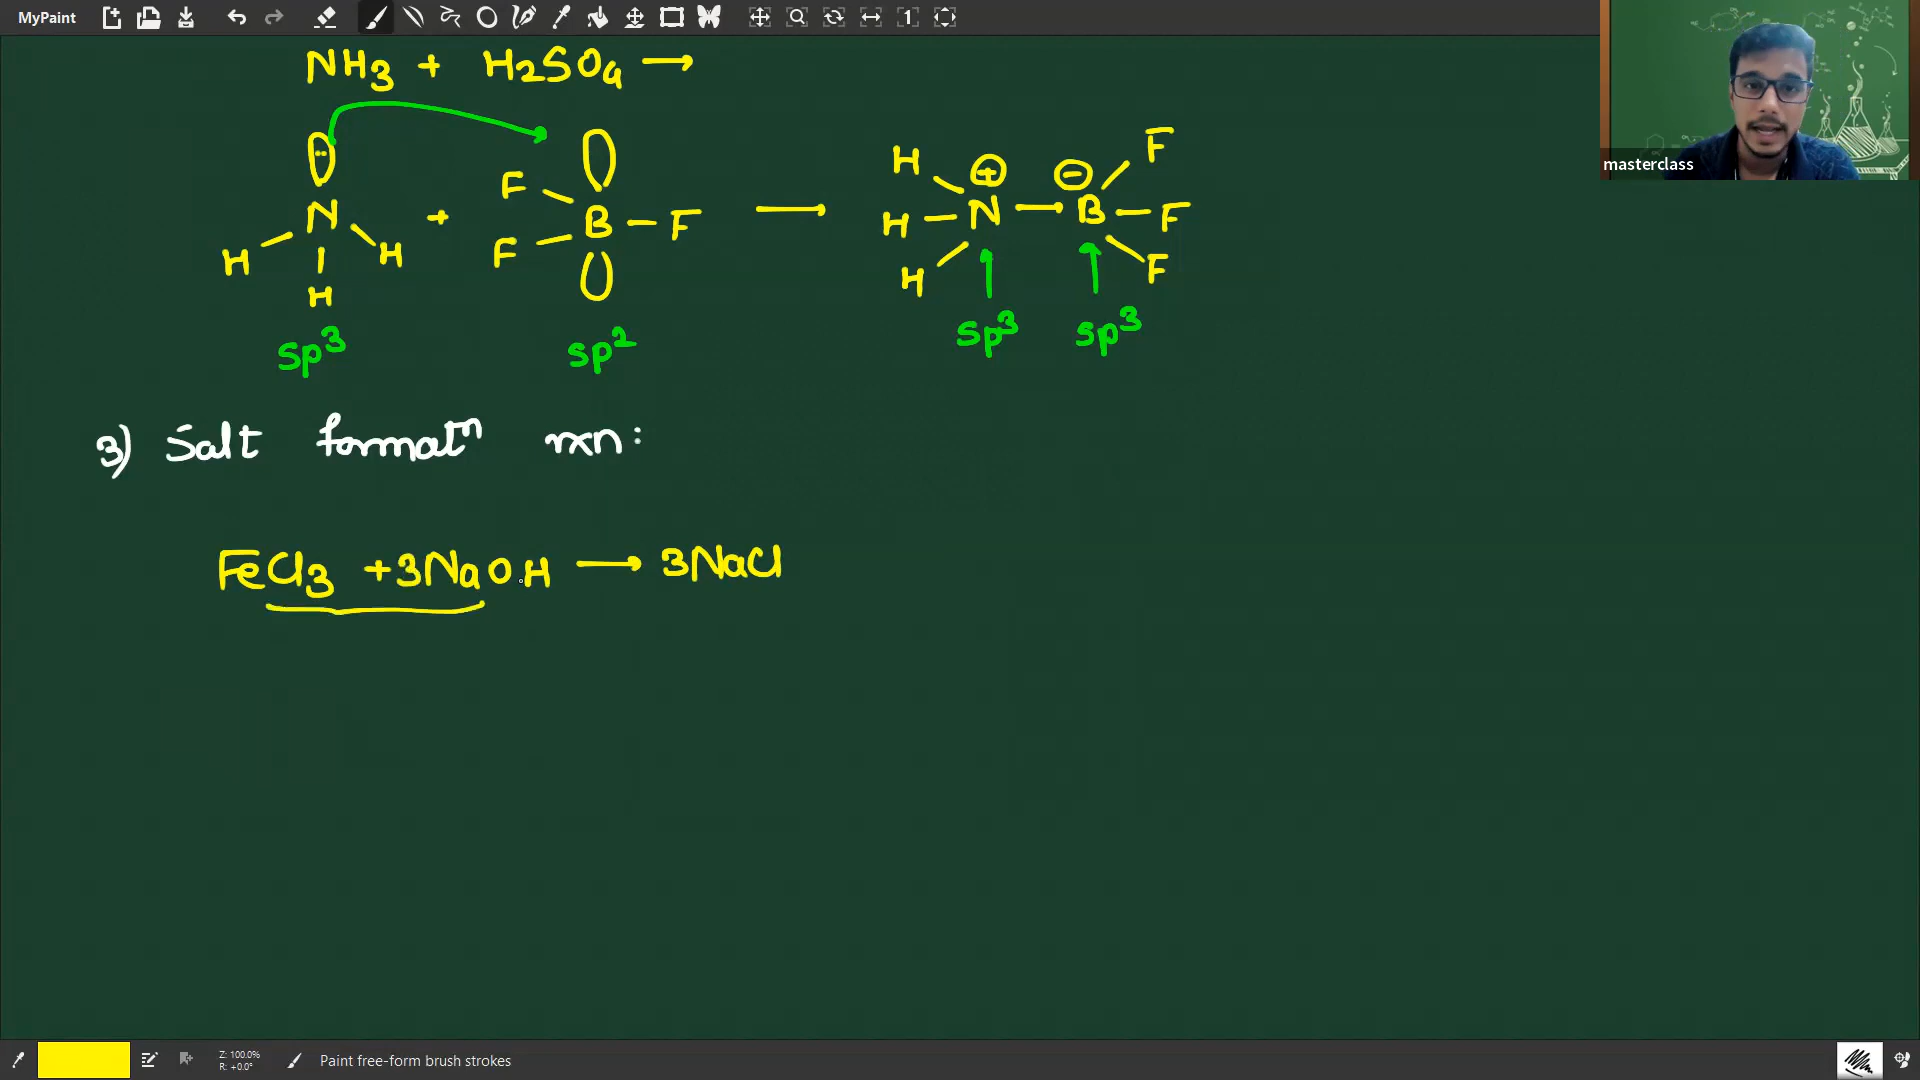 MyPaint
NH3 + H2SO4 →
masterclass
N H H H + F F B F → H H H N ⊕ → B ⊖ F F F
sp³ sp² sp³ sp³
3) Salt formatⁿ rxn:
FeCl3 + 3NaOH → 3NaCl
Z: 100.0%
R: +0.0°
Paint free-form brush strokes